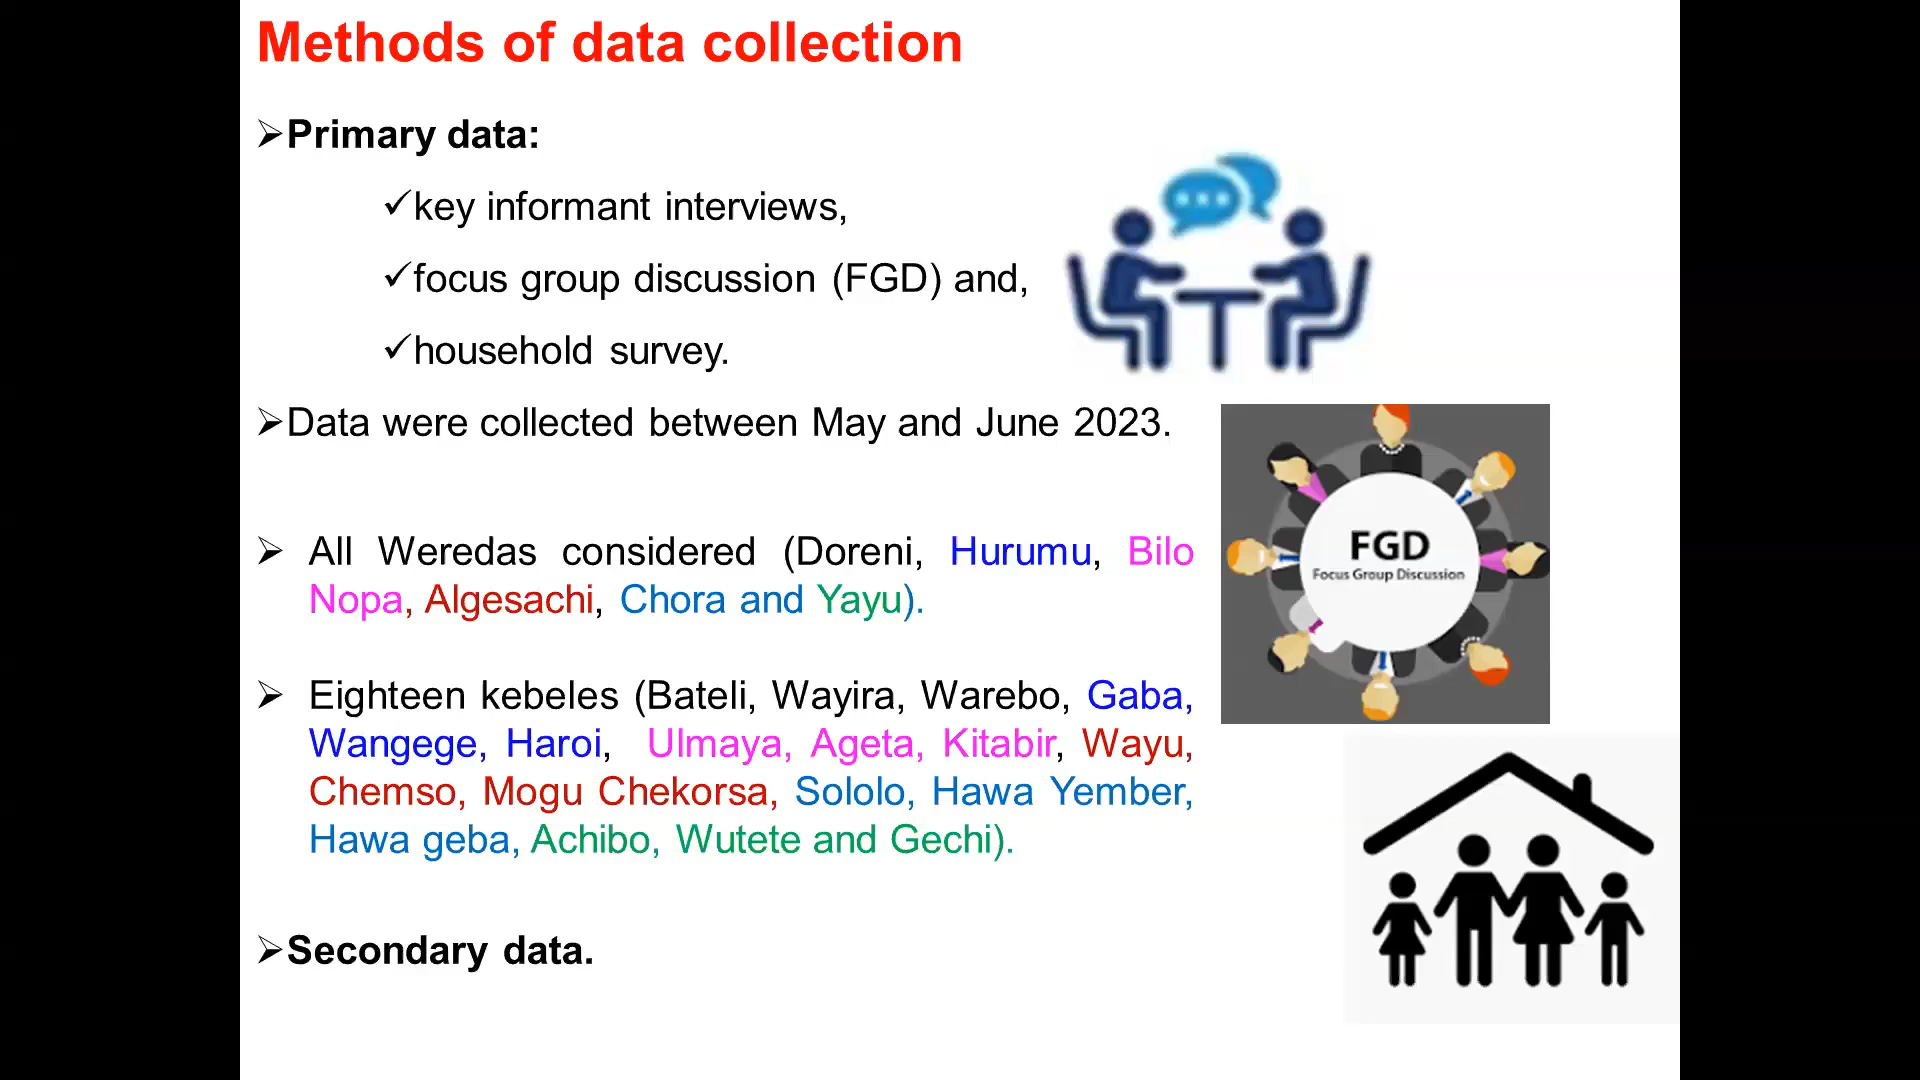 Methods of data collection
➢Primary data:
✓key informant interviews,
✓focus group discussion (FGD) and,
✓household survey.
➢Data were collected between May and June 2023.
➢ All Weredas considered (Doreni, Hurumu, Bilo
Nopa, Algesachi, Chora and Yayu).
➢ Eighteen kebeles (Bateli, Wayira, Warebo, Gaba,
Wangege, Haroi, Ulmaya, Ageta, Kitabir, Wayu,
Chemso, Mogu Chekorsa, Sololo, Hawa Yember,
Hawa geba, Achibo, Wutete and Gechi).
➢Secondary data.
FGD
Focus Group Discussion